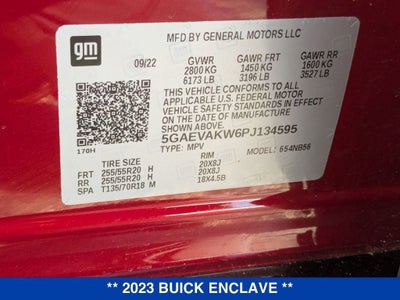 gm
MFD BY GENERAL MOTORS LLC
09/22 GVWR GAWR FRT GAWR RR
2800 KG 1450 KG 1600 KG
6173 LB 3196 LB 3527 LB
THIS VEHICLE CONFORMS TO ALL APPLICABLE
U.S. FEDERAL MOTOR
VEHICLE SAFETY STANDARDS IN EFFECT ON
THE DATE OF MANUFACTURE
SHOWN ABOVE.
5GAEVAKW6PJ134595
TYPE: MPV MODEL: 654NB56
170H
TIRE SIZE RIM
FRT 255/55R20 H 20X8J
RR 255/55R20 H 20X8J
SPA T135/70R18 M 18X4.5B
** 2023 BUICK ENCLAVE **